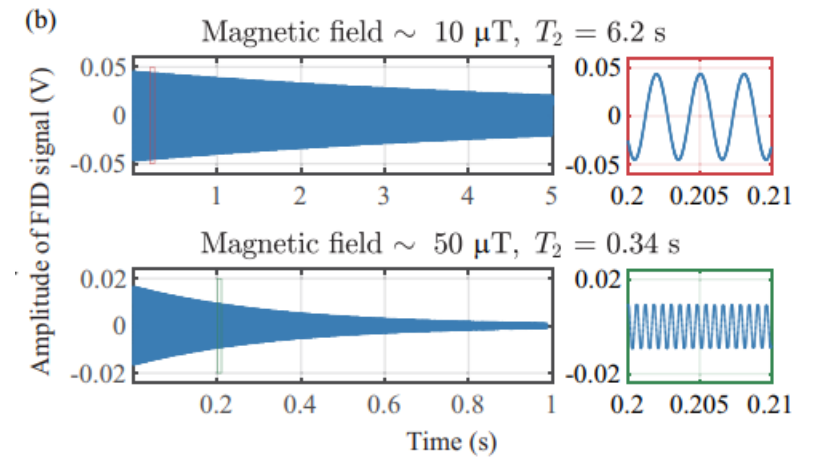 (b)
Magnetic field ∼ 10 μT, T₂ = 6.2 s
Amplitude of FID signal (V)
0.05
0
-0.05
1 2 3 4 5
0.05
0
-0.05
0.2 0.205 0.21
Magnetic field ∼ 50 μT, T₂ = 0.34 s
0.02
0
-0.02
0.2 0.4 0.6 0.8 1
0.02
0
-0.02
0.2 0.205 0.21
Time (s)